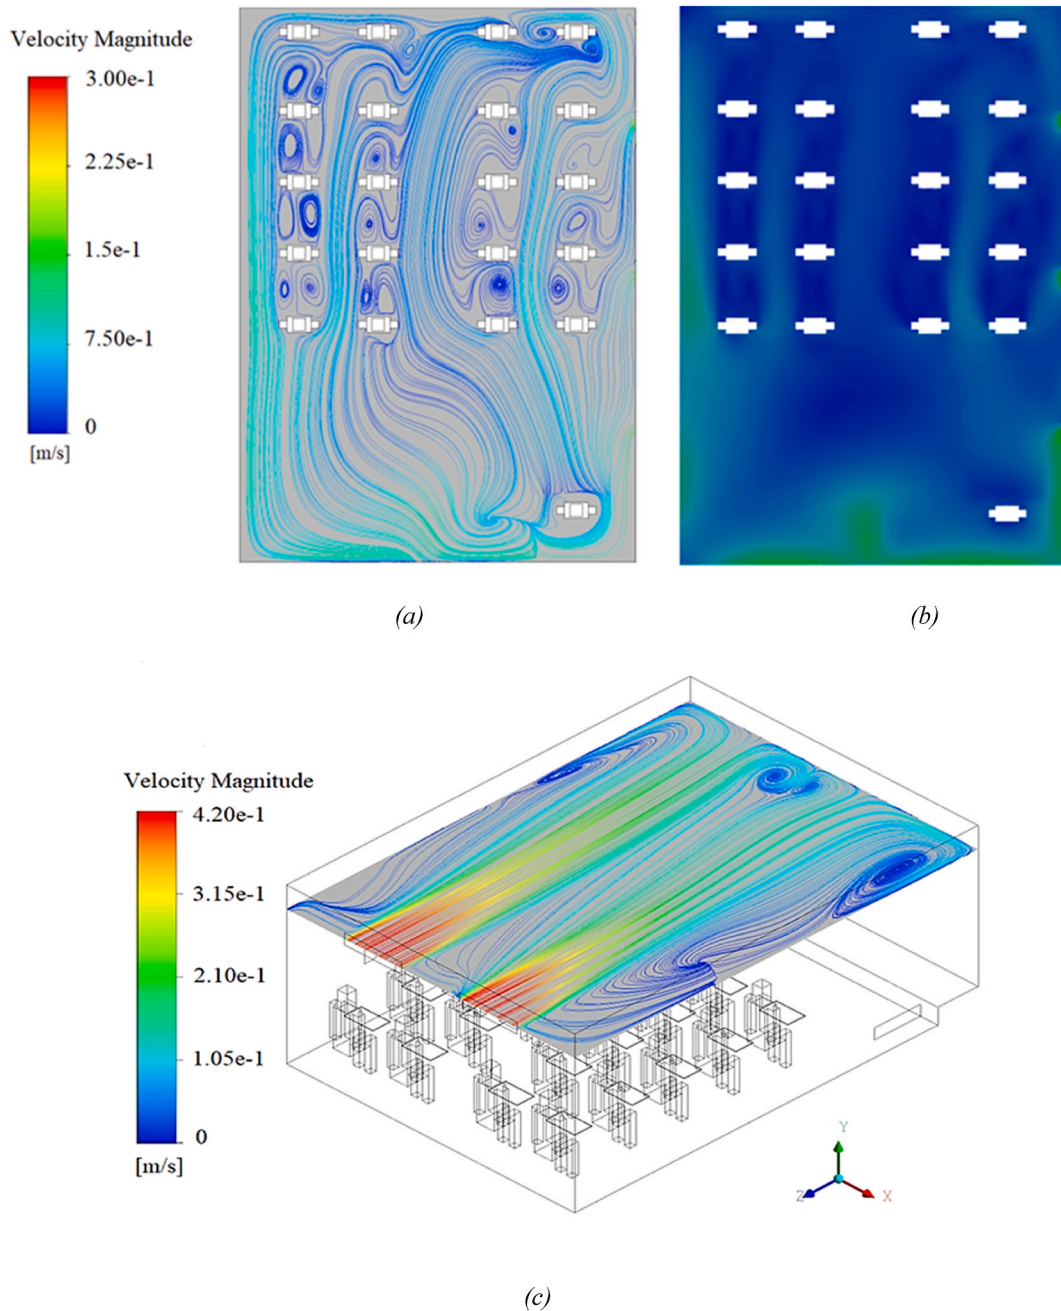 Velocity Magnitude
3.00e-1
2.25e-1
1.5e-1
7.50e-1
0
[m/s]
(a)
(b)
Velocity Magnitude
4.20e-1
3.15e-1
2.10e-1
1.05e-1
0
[m/s]
Y
Z
X
(c)